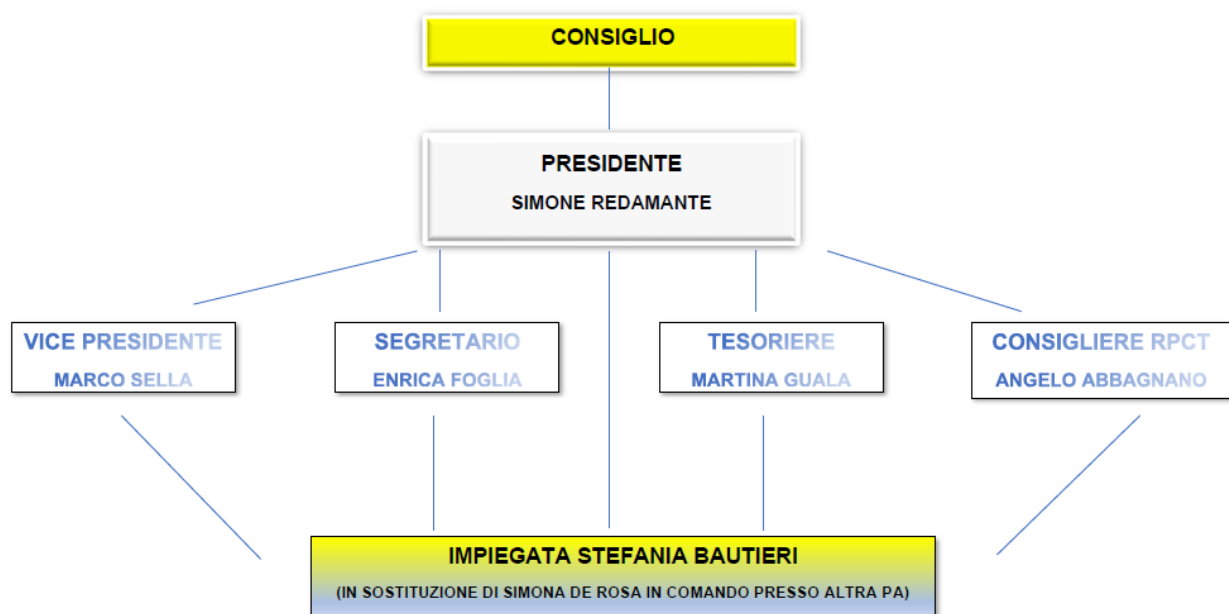 CONSIGLIO
PRESIDENTE
SIMONE REDAMANTE
VICE PRESIDENTE
MARCO SELLA
SEGRETARIO
ENRICA FOGLIA
TESORIERE
MARTINA GUALA
CONSIGLIERE RPCT
ANGELO ABBAGNANO
IMPIEGATA STEFANIA BAUTIERI
(IN SOSTITUZIONE DI SIMONA DE ROSA IN COMANDO PRESSO ALTRA PA)